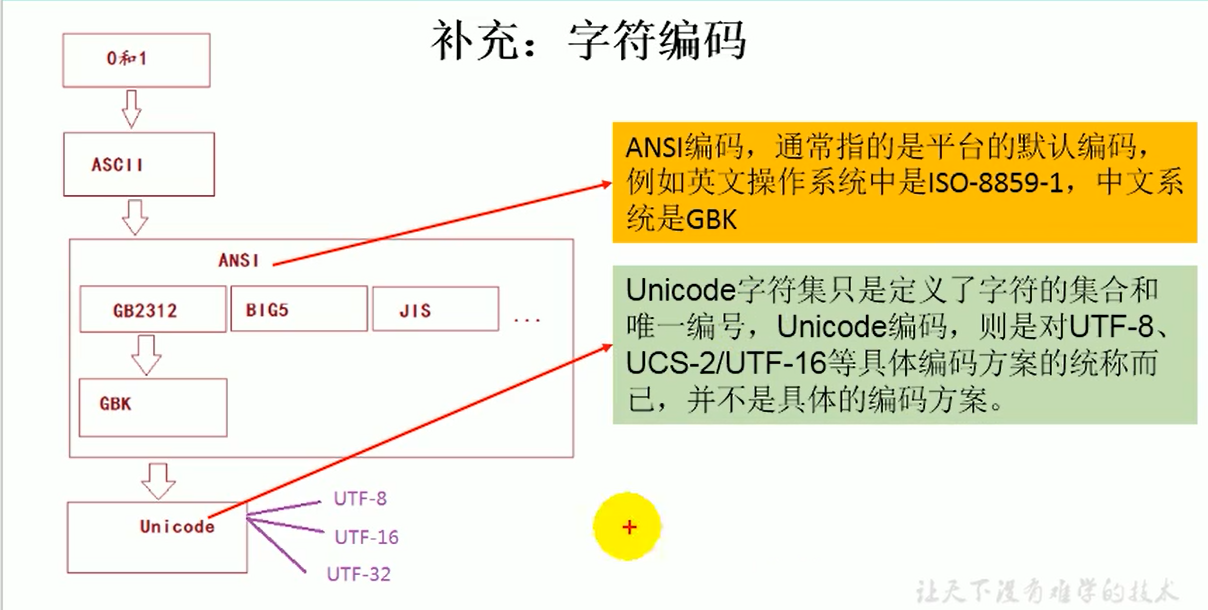 补充：字符编码
0和1
ASCII
ANSI
GB2312
BIG5
JIS
...
GBK
Unicode
UTF-8
UTF-16
UTF-32
ANSI编码，通常指的是平台的默认编码，
例如英文操作系统中是ISO-8859-1，中文系
统是GBK
Unicode字符集只是定义了字符的集合和
唯一编号，Unicode编码，则是对UTF-8、
UCS-2/UTF-16等具体编码方案的统称而
已，并不是具体的编码方案。
让天下没有难学的技术